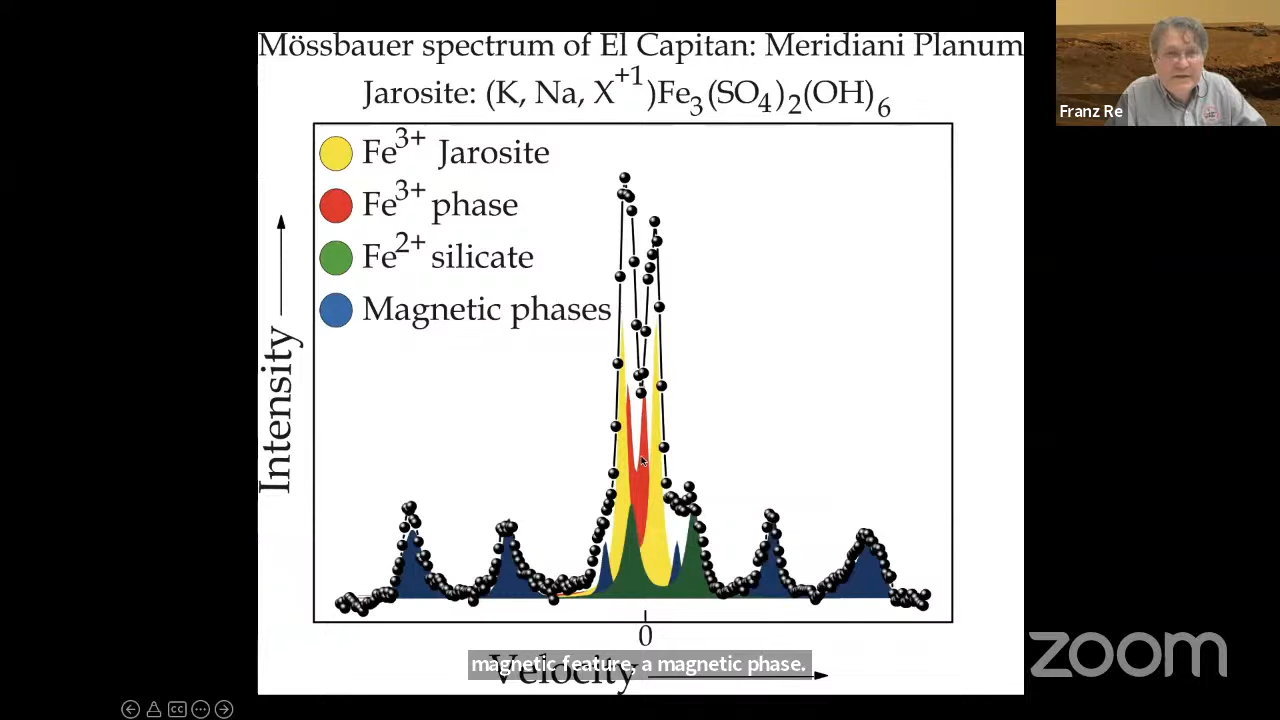 Mössbauer spectrum of El Capitan: Meridiani Planum
Jarosite: (K, Na, X+1)Fe3(SO4)2(OH)6
Fe3+ Jarosite
Fe3+ phase
Fe2+ silicate
Magnetic phases
Intensity
0
Velocity
magnetic feature, a magnetic phase.
Franz Re
zoom
CC